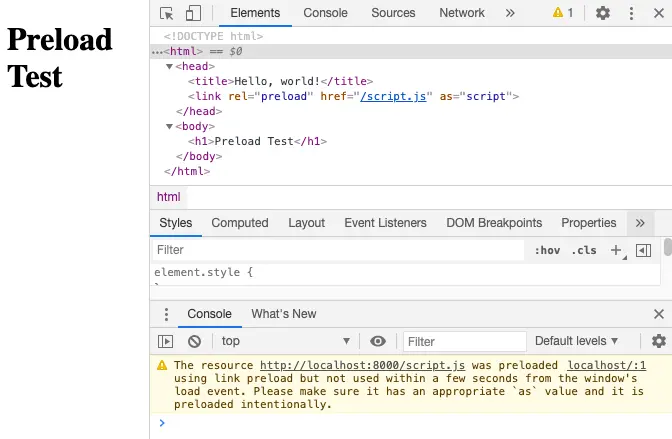 Preload
Test
Elements Console Sources Network » 1
<!DOCTYPE html>
…<html> == $0
<head>
<title>Hello, world!</title>
<link rel="preload" href="/script.js" as="script">
</head>
<body>
<h1>Preload Test</h1>
</body>
</html>
html
Styles Computed Layout Event Listeners DOM Breakpoints Properties »
Filter :hov .cls +
element.style {
Console What's New
top Filter Default levels
The resource http://localhost:8000/script.js was preloaded localhost/:1
using link preload but not used within a few seconds from the window's
load event. Please make sure it has an appropriate `as` value and it is
preloaded intentionally.
>